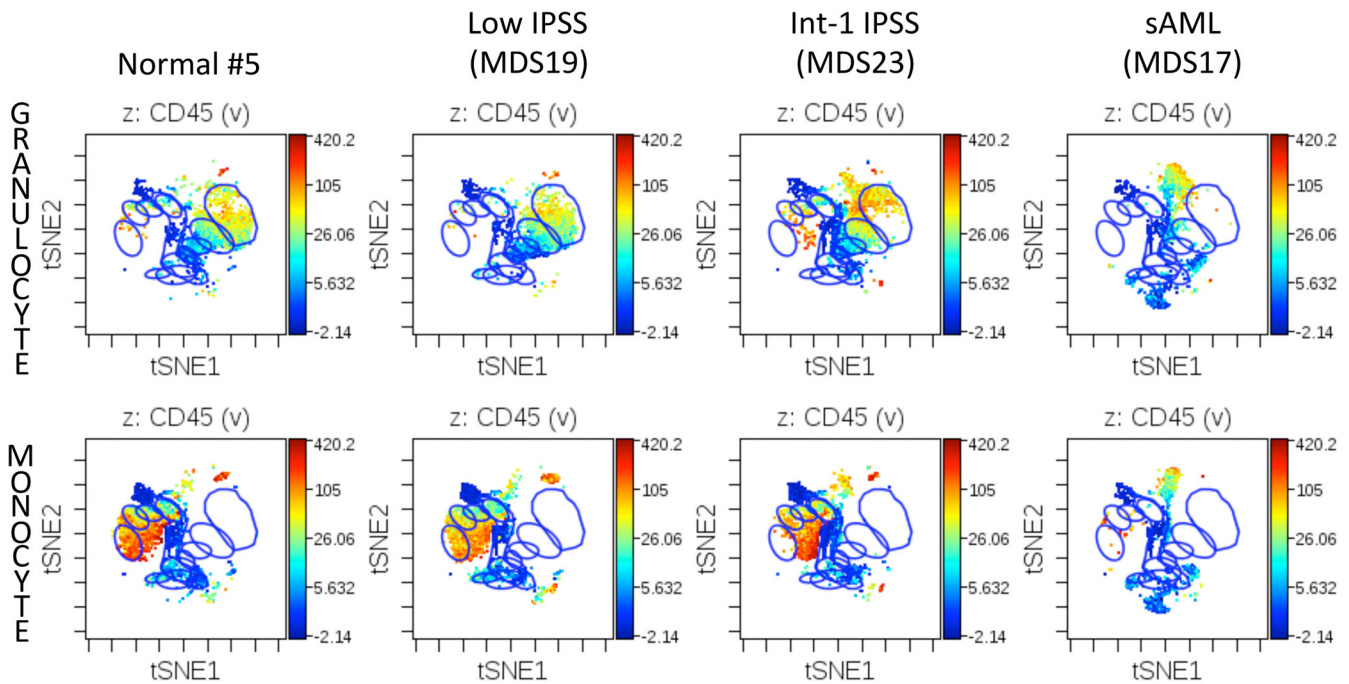 Normal #5
Low IPSS
(MDS19)
Int-1 IPSS
(MDS23)
sAML
(MDS17)
GRANULOCYTE
z: CD45 (v)
420.2
105
26.06
5.632
-2.14
tSNE2
tSNE1
z: CD45 (v)
420.2
105
26.06
5.632
-2.14
tSNE2
tSNE1
z: CD45 (v)
420.2
105
26.06
5.632
-2.14
tSNE2
tSNE1
z: CD45 (v)
420.2
105
26.06
5.632
-2.14
tSNE2
tSNE1
MONOCYTE
z: CD45 (v)
420.2
105
26.06
5.632
-2.14
tSNE2
tSNE1
z: CD45 (v)
420.2
105
26.06
5.632
-2.14
tSNE2
tSNE1
z: CD45 (v)
420.2
105
26.06
5.632
-2.14
tSNE2
tSNE1
z: CD45 (v)
420.2
105
26.06
5.632
-2.14
tSNE2
tSNE1